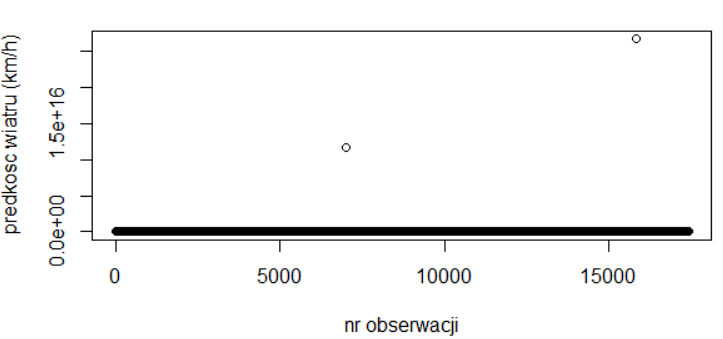 predkosc wiatru (km/h)
1.5e+16
0.0e+00
0 5000 10000 15000
nr obserwacji